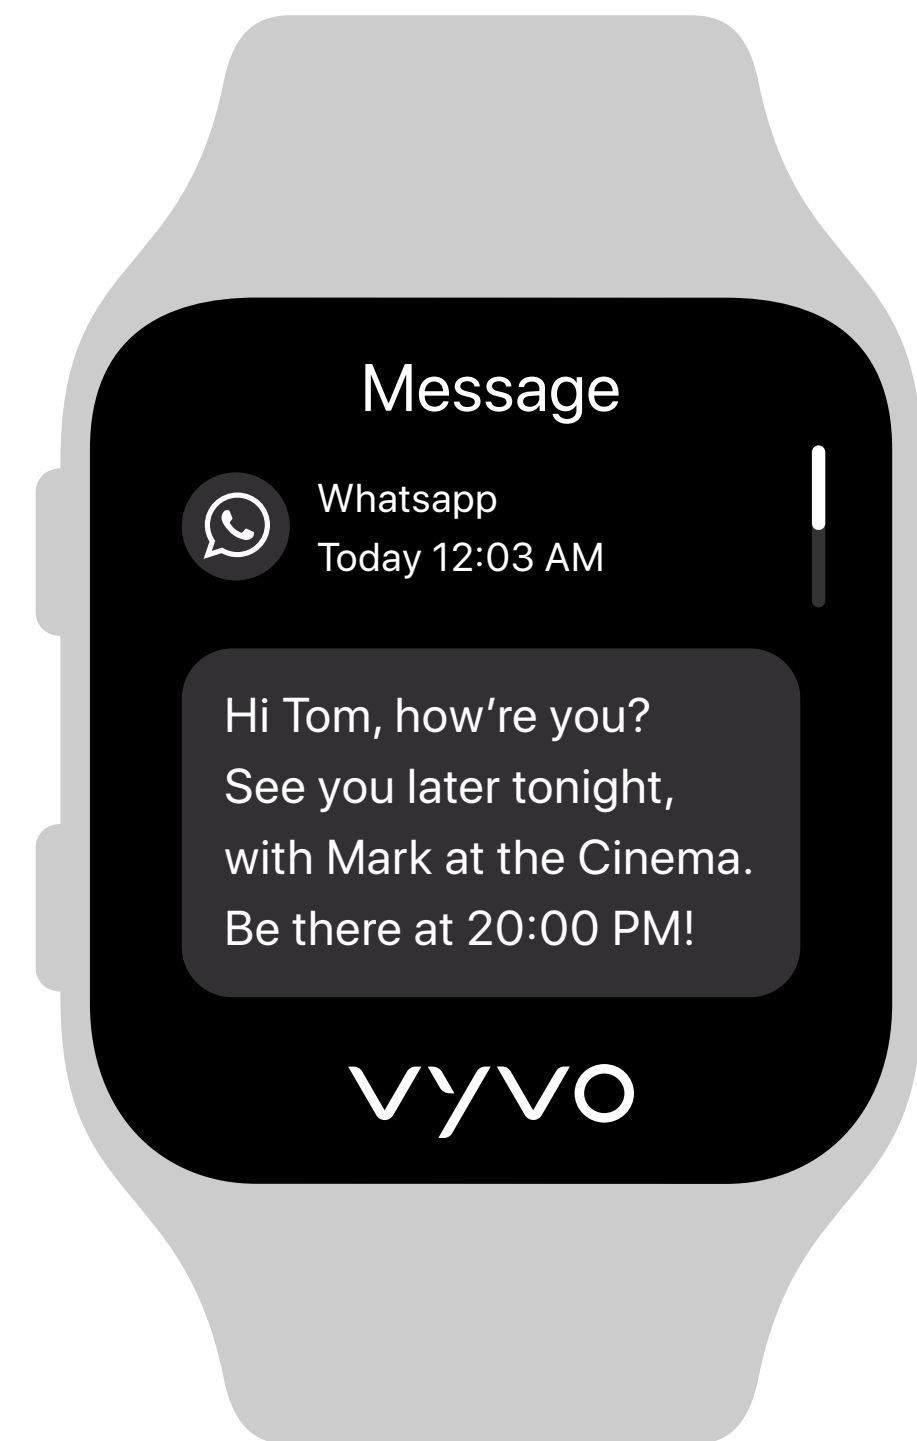 Message
Whatsapp
Today 12:03 AM
Hi Tom, how’re you?
See you later tonight,
with Mark at the Cinema.
Be there at 20:00 PM!
vyvo